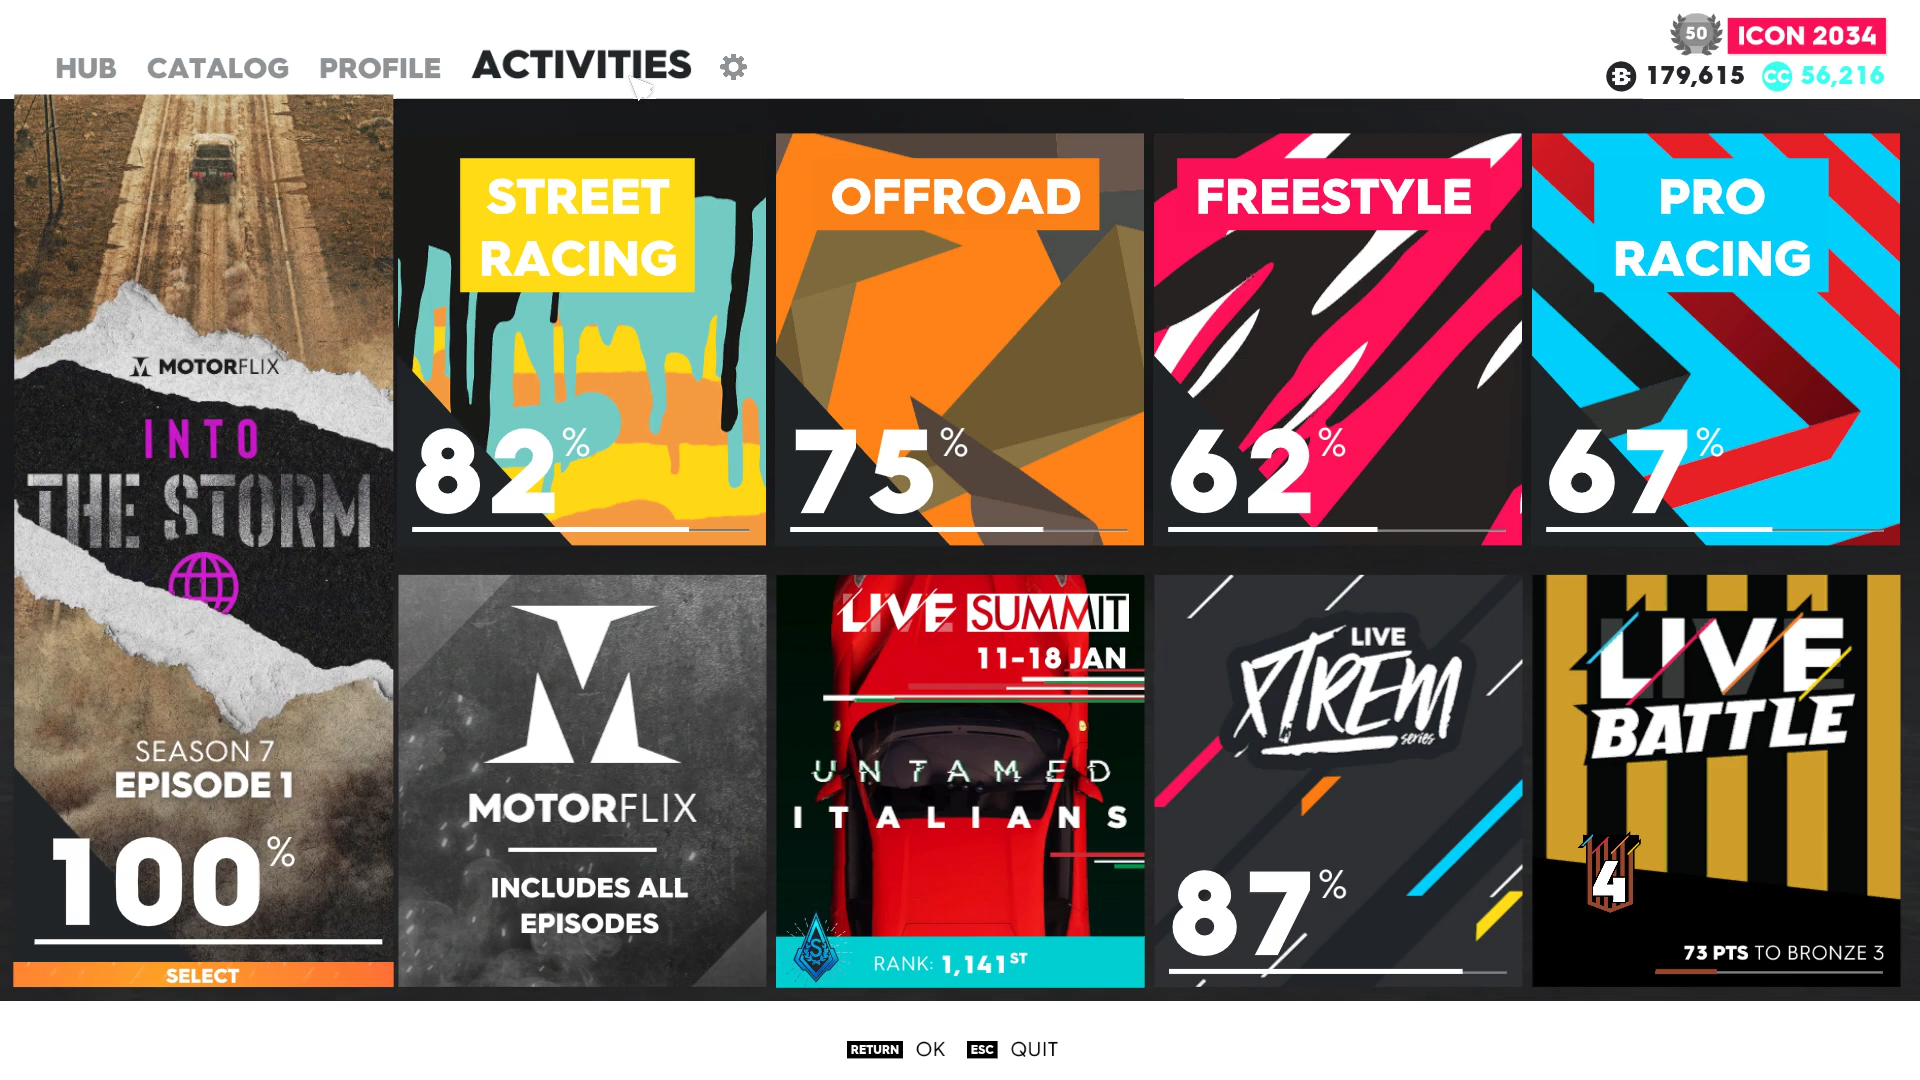 HUB CATALOG PROFILE ACTIVITIES
50 ICON 2034
179,615 CC 56,216
MOTORFLIX
INTO
THE STORM
SEASON 7
EPISODE 1
100%
SELECT
STREET
RACING
82%
OFFROAD
75%
FREESTYLE
62%
PRO
RACING
67%
MOTORFLIX
INCLUDES ALL
EPISODES
LIVE SUMMIT
11-18 JAN
UNTAMED
ITALIANS
S
RANK: 1,141ST
LIVE
XTREM
series
87%
LIVE
BATTLE
4
73 PTS TO BRONZE 3
RETURN OK ESC QUIT